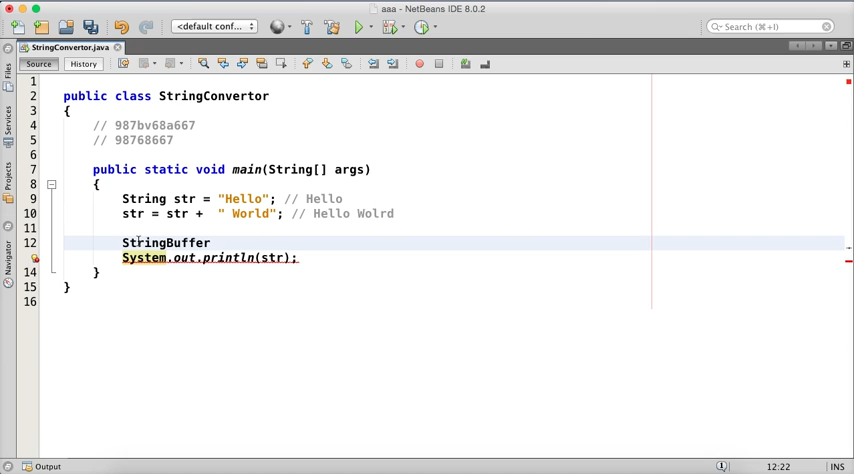 aaa - NetBeans IDE 8.0.2
<default conf...
Search (⌘+I)
StringConvertor.java
Source History
Files
Services
Projects
Navigator
1
2 public class StringConvertor
3 {
4 // 987bv68a667
5 // 98768667
6
7 public static void main(String[] args)
8 {
9 String str = "Hello"; // Hello
10 str = str + " World"; // Hello Wolrd
11
12 StringBuffer
System.out.println(str);
14 }
15 }
16
Output
1
12:22 INS